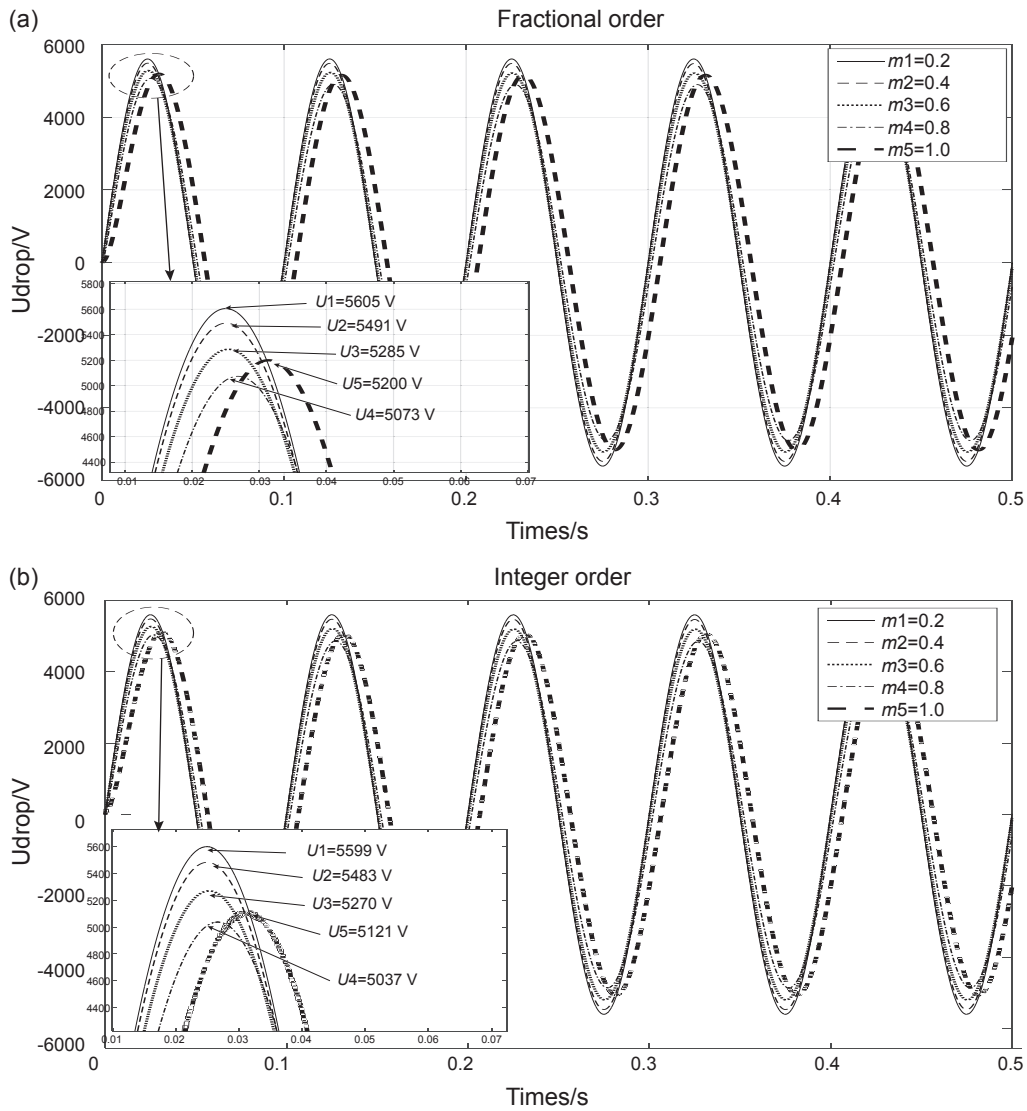 (a)
Fractional order
6000
4000
2000
0
-2000
-4000
-6000
Udrop/V
m1=0.2
m2=0.4
m3=0.6
m4=0.8
m5=1.0
5800
5600
5400
5200
5000
4800
4600
4400
U1=5605 V
U2=5491 V
U3=5285 V
U5=5200 V
U4=5073 V
0.01 0.02 0.03 0.04 0.05 0.06 0.07
0 0.1 0.2 0.3 0.4 0.5
Times/s
(b)
Integer order
6000
4000
2000
0
-2000
-4000
-6000
Udrop/V
m1=0.2
m2=0.4
m3=0.6
m4=0.8
m5=1.0
5600
5400
5200
5000
4800
4600
4400
U1=5599 V
U2=5483 V
U3=5270 V
U5=5121 V
U4=5037 V
0.01 0.02 0.03 0.04 0.05 0.06 0.07
0 0.1 0.2 0.3 0.4 0.5
Times/s